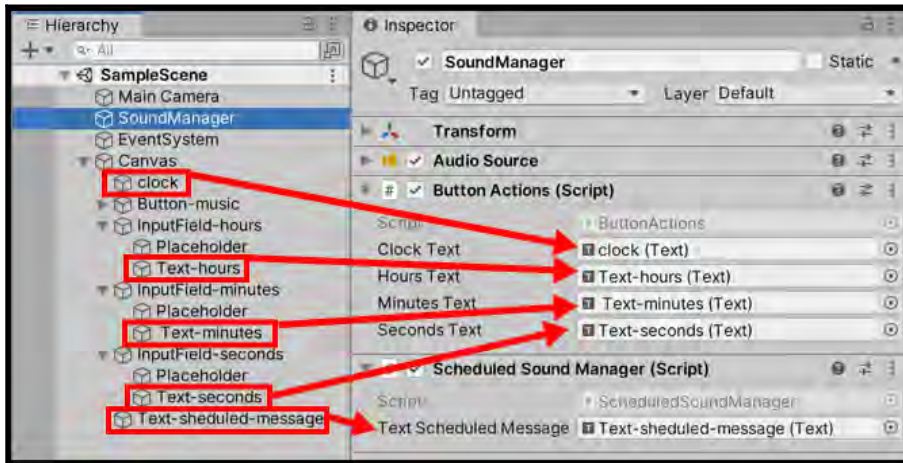 Hierarchy
All
SampleScene
Main Camera
SoundManager
EventSystem
Canvas
clock
Button-music
InputField-hours
Placeholder
Text-hours
InputField-minutes
Placeholder
Text-minutes
InputField-seconds
Placeholder
Text-seconds
Text-sheduled-message
Inspector
SoundManager
Static
Tag Untagged
Layer Default
Transform
Audio Source
# Button Actions (Script)
Script ButtonActions
Clock Text clock (Text)
Hours Text Text-hours (Text)
Minutes Text Text-minutes (Text)
Seconds Text Text-seconds (Text)
Scheduled Sound Manager (Script)
Script ScheduledSoundManager
Text Scheduled Message Text-sheduled-message (Text)